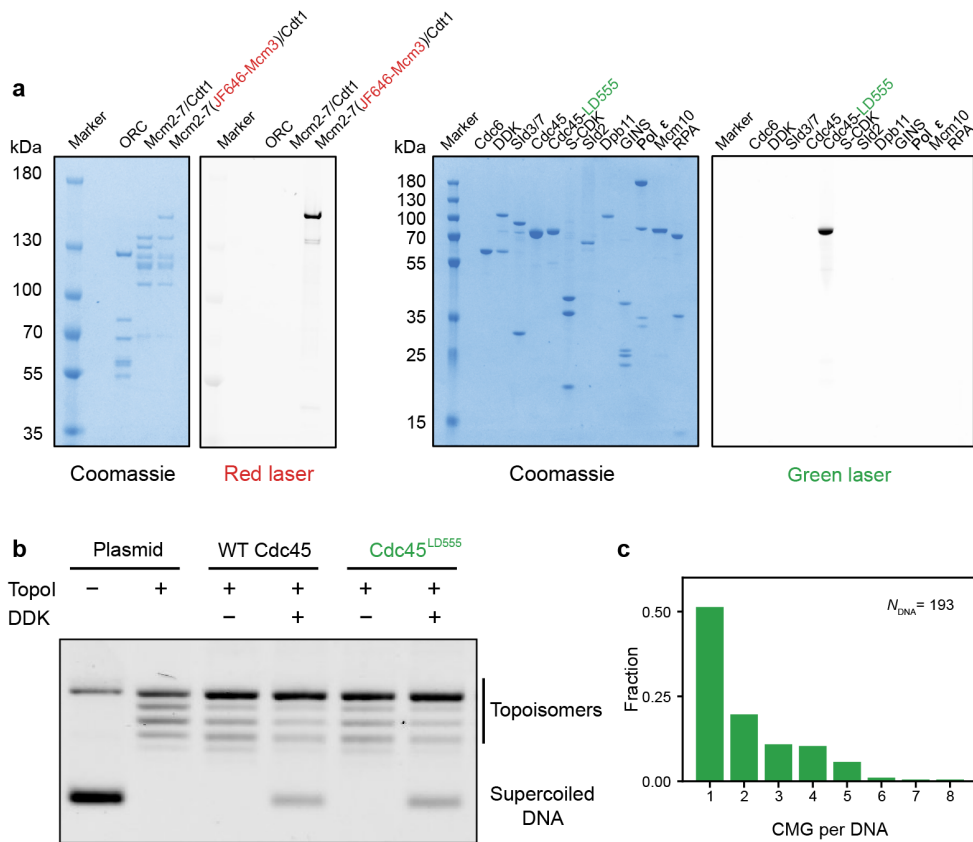 a
Marker
ORC
Mcm2-7/Cdt1
Mcm2-7(JF646-Mcm3)/Cdt1
Marker
ORC
Mcm2-7/Cdt1
Mcm2-7(JF646-Mcm3)/Cdt1
kDa
180
130
100
70
55
35
Coomassie
Red laser
Marker
Cdc6
DDK
Sld3/7
Cdc45
Cdc45-LD555
S-CDK
Sld2
Dpb11
GINS
Pol ε
Mcm10
RPA
Marker
Cdc6
DDK
Sld3/7
Cdc45
Cdc45-LD555
S-CDK
Sld2
Dpb11
GINS
Pol ε
Mcm10
RPA
kDa
180
130
100
70
55
35
25
15
Coomassie
Green laser
b
Plasmid WT Cdc45 Cdc45^LD555
TopoI − + + + + +
DDK − + − +
Topoisomers
Supercoiled
DNA
c
N_DNA = 193
Fraction
0.50
0.25
0.00
1 2 3 4 5 6 7 8
CMG per DNA